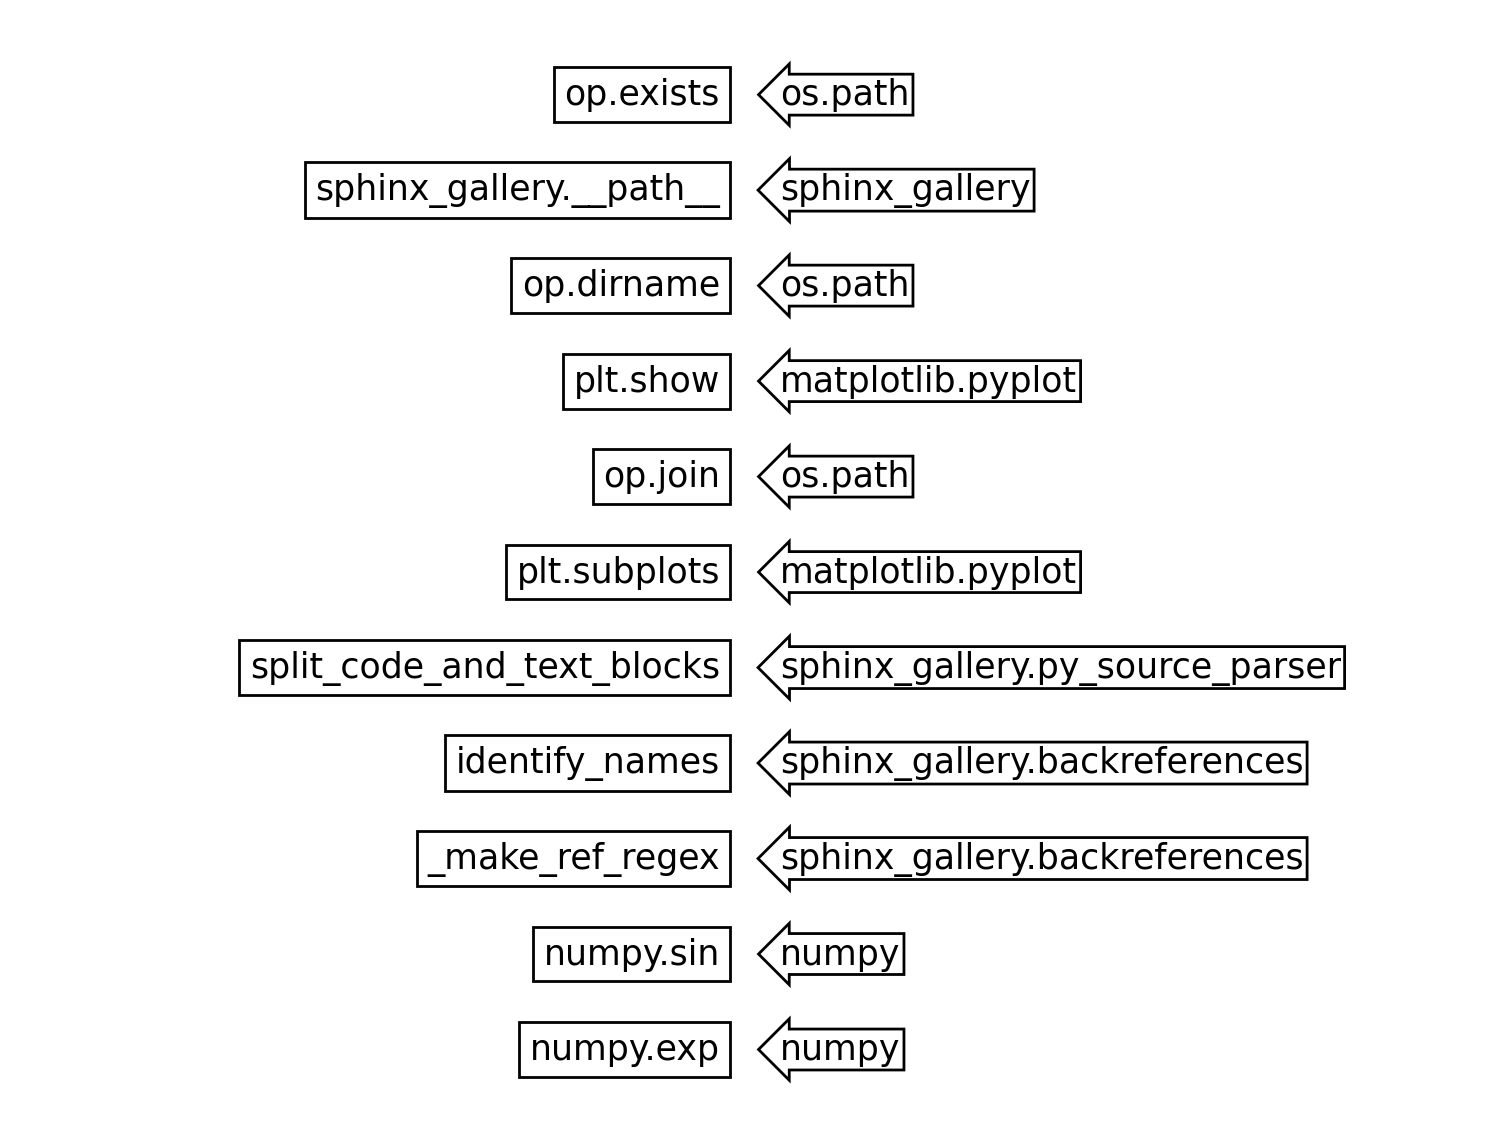 op.exists os.path
sphinx_gallery.__path__ sphinx_gallery
op.dirname os.path
plt.show matplotlib.pyplot
op.join os.path
plt.subplots matplotlib.pyplot
split_code_and_text_blocks sphinx_gallery.py_source_parser
identify_names sphinx_gallery.backreferences
_make_ref_regex sphinx_gallery.backreferences
numpy.sin numpy
numpy.exp numpy